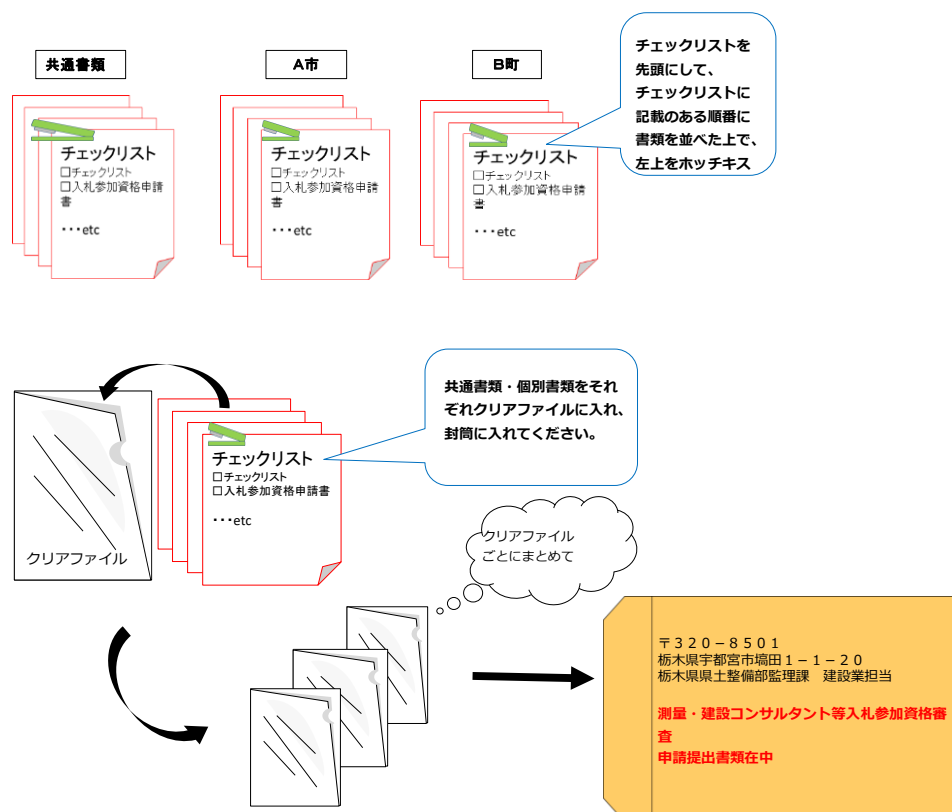 共通書類
A市
B町
チェックリストを
先頭にして、
チェックリストに
記載のある順番に
書類を並べた上で、
左上をホッチキス
チェックリスト
□チェックリスト
□入札参加資格申請
書
・・・etc
チェックリスト
□チェックリスト
□入札参加資格申請
書
・・・etc
チェックリスト
□チェックリスト
□入札参加資格申請
書
・・・etc
共通書類・個別書類をそれ
ぞれクリアファイルに入れ、
封筒に入れてください。
チェックリスト
□チェックリスト
□入札参加資格申請書
・・・etc
クリアファイル
クリアファイル
ごとにまとめて
〒320-8501
栃木県宇都宮市塙田1-1-20
栃木県県土整備部監理課 建設業担当
測量・建設コンサルタント等入札参加資格審
査
申請提出書類在中